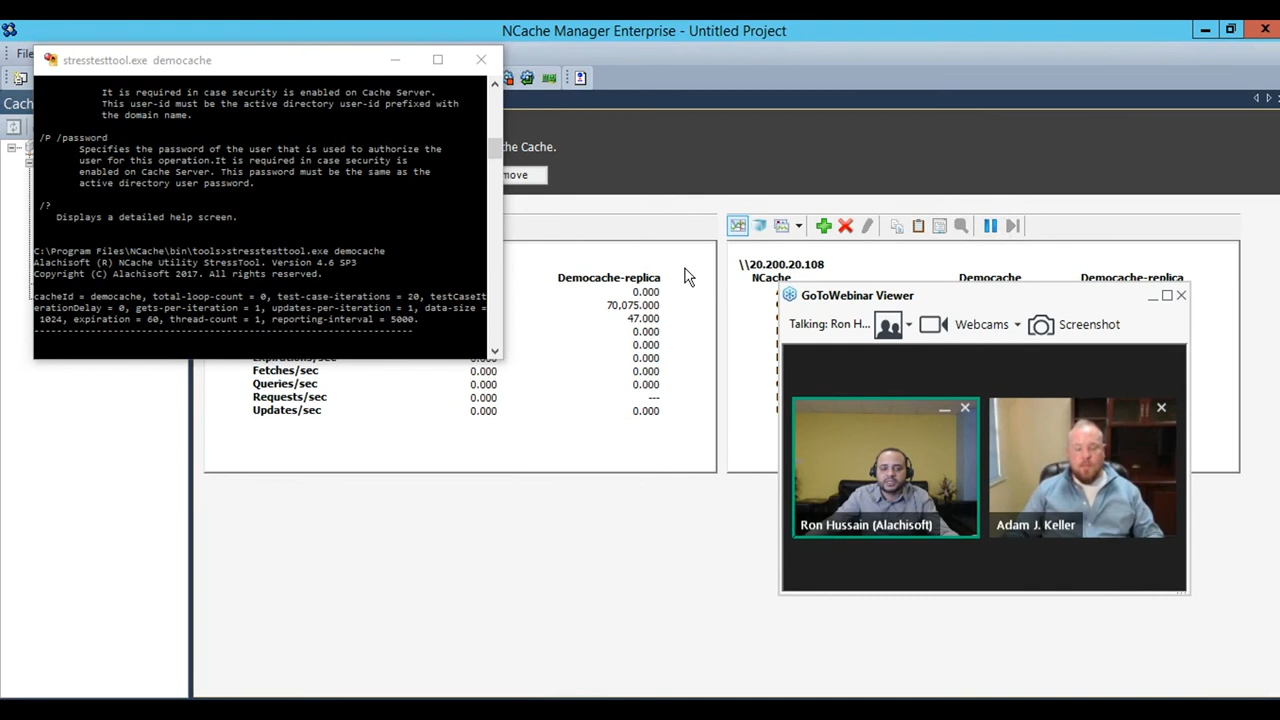 NCache Manager Enterprise - Untitled Project
File
stresstesttool.exe democache
It is required in case security is enabled on Cache Server.
This user-id must be the active directory user-id prefixed with
the domain name.
/P /password
Specifies the password of the user that is used to authorize the
user for this operation.It is required in case security is
enabled on Cache Server. This password must be the same as the
active directory user password.
/?
Displays a detailed help screen.
C:\Program Files\NCache\bin\tools>stresstesttool.exe democache
Alachisoft (R) NCache Utility StressTool. Version 4.6 SP3
Copyright (C) Alachisoft 2017. All rights reserved.
cacheId = democache, total-loop-count = 0, test-case-iterations = 20, testCaseIt
erationDelay = 0, gets-per-iteration = 1, updates-per-iteration = 1, data-size =
1024, expiration = 60, thread-count = 1, reporting-interval = 5000.
--------------------------------------------------------------------
Cach
he Cache.
move
Democache-replica
0.000
70,075.000
47.000
0.000
0.000
Expirations/sec 0.000 0.000
Fetches/sec 0.000 0.000
Queries/sec 0.000 0.000
Requests/sec 0.000 ---
Updates/sec 0.000 0.000
\\20.200.20.108
NCache Democache Democache-replica
GoToWebinar Viewer
Talking: Ron H... Webcams Screenshot
Ron Hussain (Alachisoft)
Adam J. Keller